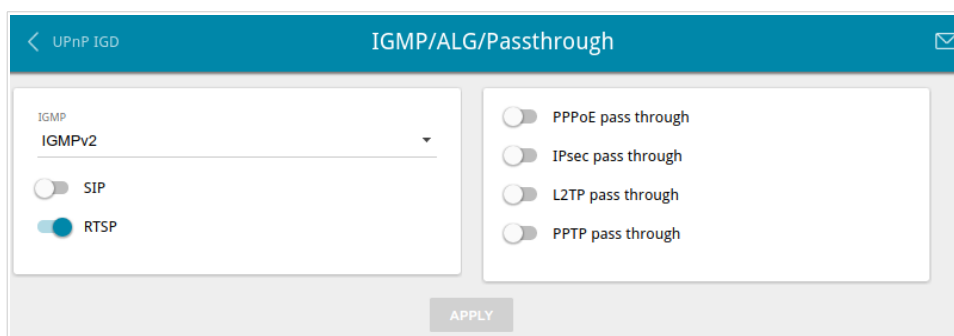 UPnP IGD
IGMP/ALG/Passthrough
IGMP
IGMPv2
SIP
RTSP
PPPoE pass through
IPsec pass through
L2TP pass through
PPTP pass through
APPLY